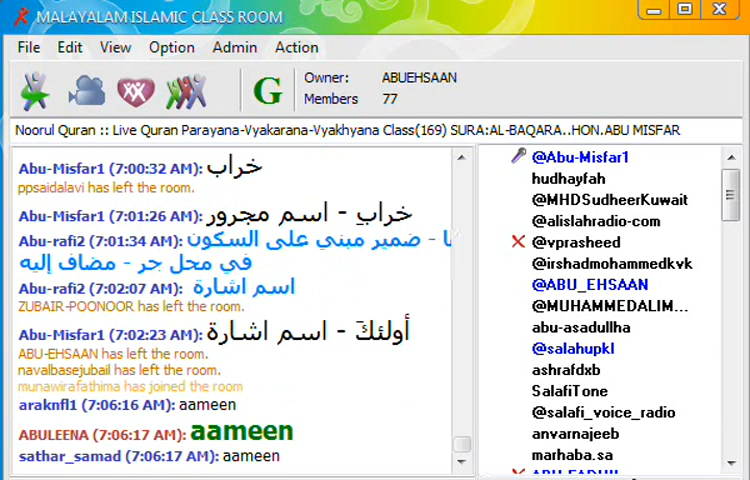 MALAYALAM ISLAMIC CLASS ROOM
File Edit View Option Admin Action
G
Owner: ABUEHSAAN
Members 77
Noorul Quran :: Live Quran Parayana-Vyakarana-Vyakhyana Class(169) SURA:AL-BAQARA..HON.ABU MISFAR
Abu-Misfar1 (7:00:32 AM): خراب
ppsaidalavi has left the room.
Abu-Misfar1 (7:01:26 AM): خرابِ - اسم مجرور
Abu-rafi2 (7:01:34 AM): ها - ضمير مبني على السكون
في محل جر - مضاف إليه
Abu-rafi2 (7:02:07 AM): اسم اشارة
ZUBAIR-POONOOR has left the room.
Abu-Misfar1 (7:02:23 AM): أولئكَ - اسم اشارة
ABU-EHSAAN has left the room.
navalbasejubail has left the room.
munawirafathima has joined the room
araknfl1 (7:06:16 AM): aameen
ABULEENA (7:06:17 AM): aameen
sathar_samad (7:06:17 AM): aameen
@Abu-Misfar1
hudhayfah
@MHDSudheerKuwait
@alislahradio-com
@vprasheed
@irshadmohammedkvk
@ABU_EHSAAN
@MUHAMMEDALIM...
abu-asadullha
@salahupkl
ashrafdxb
SalafiTone
@salafi_voice_radio
anvarnajeeb
marhaba.sa